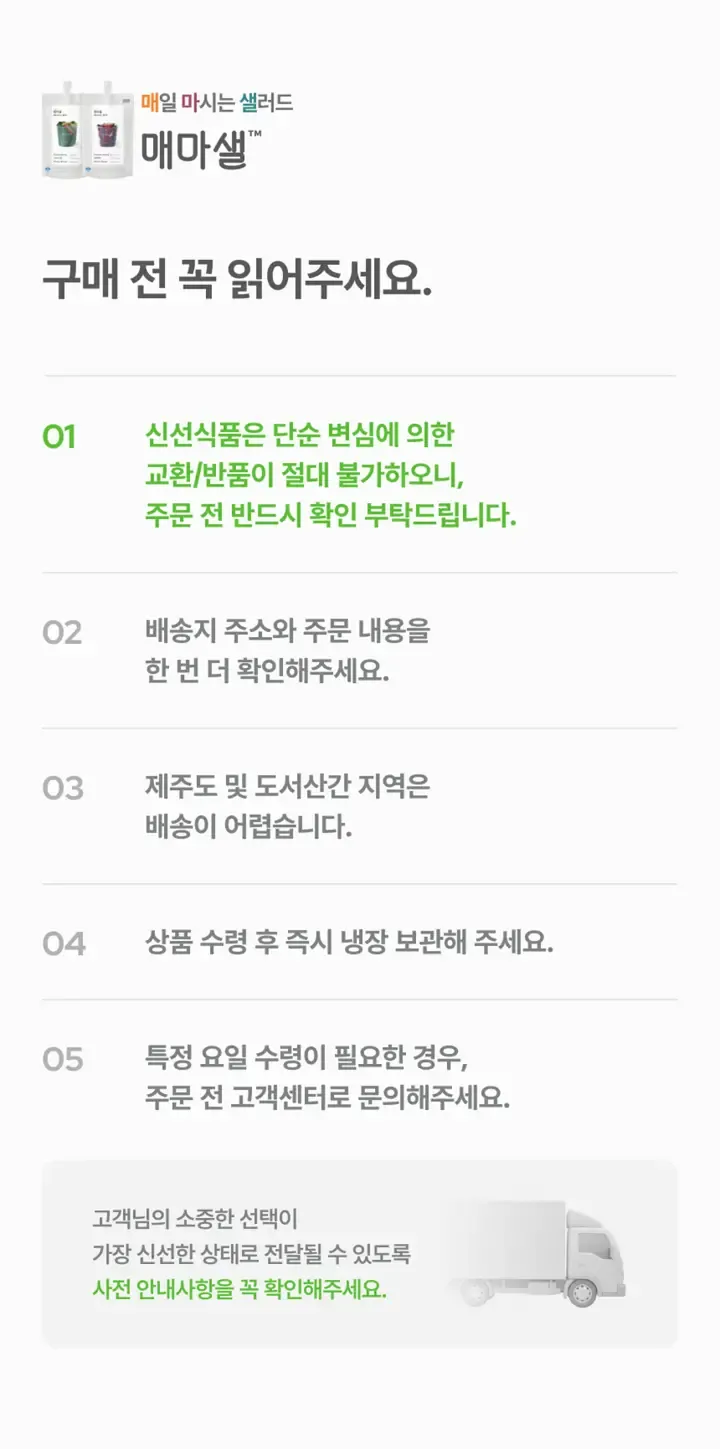 매일 마시는 샐러드
매마샐™
구매 전 꼭 읽어주세요.
01
신선식품은 단순 변심에 의한
교환/반품이 절대 불가하오니,
주문 전 반드시 확인 부탁드립니다.
02
배송지 주소와 주문 내용을
한 번 더 확인해주세요.
03
제주도 및 도서산간 지역은
배송이 어렵습니다.
04
상품 수령 후 즉시 냉장 보관해 주세요.
05
특정 요일 수령이 필요한 경우,
주문 전 고객센터로 문의해주세요.
고객님의 소중한 선택이
가장 신선한 상태로 전달될 수 있도록
사전 안내사항을 꼭 확인해주세요.